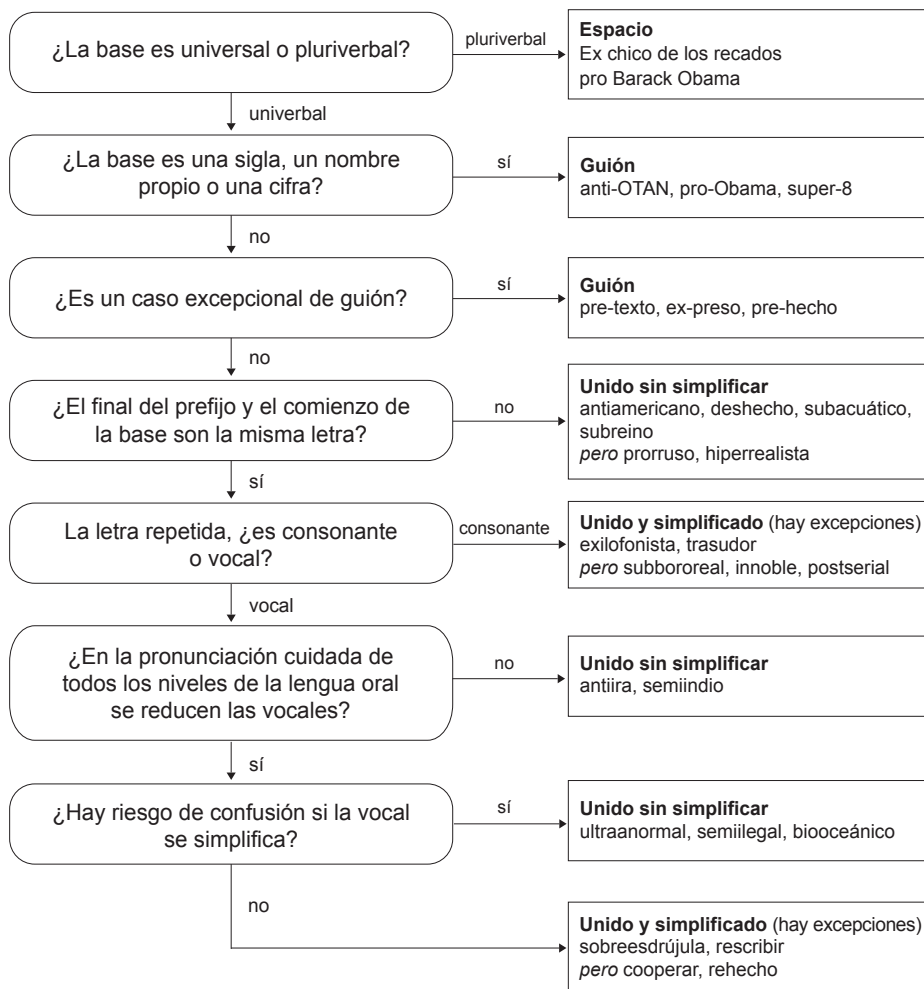 ¿La base es universal o pluriverbal?
pluriverbal
Espacio
Ex chico de los recados
pro Barack Obama
univerbal
¿La base es una sigla, un nombre
propio o una cifra?
sí
Guión
anti-OTAN, pro-Obama, super-8
no
¿Es un caso excepcional de guión?
sí
Guión
pre-texto, ex-preso, pre-hecho
no
¿El final del prefijo y el comienzo de
la base son la misma letra?
no
Unido sin simplificar
antiamericano, deshecho, subacuático,
subreino
pero prorruso, hiperrealista
sí
La letra repetida, ¿es consonante
o vocal?
consonante
Unido y simplificado (hay excepciones)
exilofonista, trasudor
pero subbororeal, innoble, postserial
vocal
¿En la pronunciación cuidada de
todos los niveles de la lengua oral
se reducen las vocales?
no
Unido sin simplificar
antiira, semiindio
sí
¿Hay riesgo de confusión si la vocal
se simplifica?
sí
Unido sin simplificar
ultraanormal, semiilegal, biooceánico
no
Unido y simplificado (hay excepciones)
sobreesdrújula, rescribir
pero cooperar, rehecho